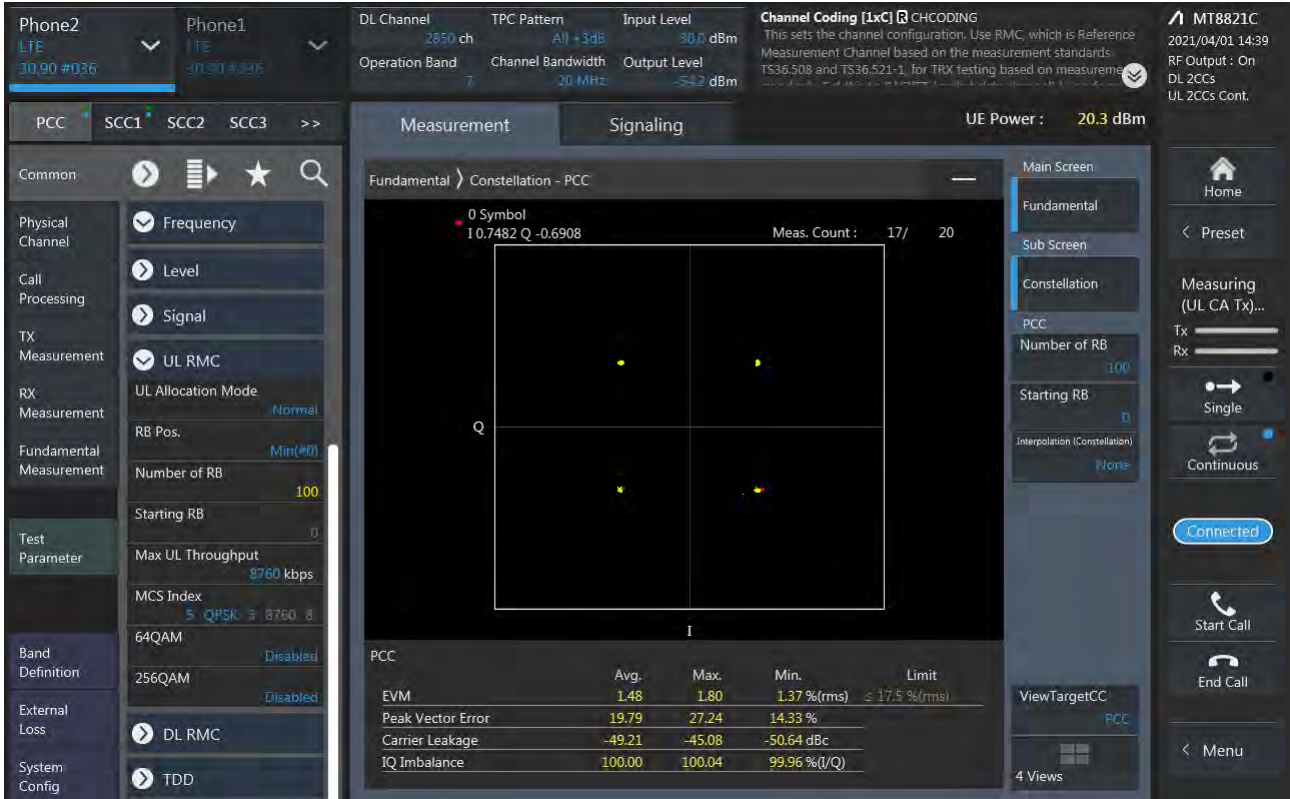 Phone2
LTE
30.90 #036
Phone1
LTE
30.90 #036
DL Channel
2850 ch
TPC Pattern
All +3dB
Input Level
30.0 dBm
Operation Band
7
Channel Bandwidth
20 MHz
Output Level
-54.2 dBm
Channel Coding [1xC] R CHCODING
This sets the channel configuration. Use RMC, which is Reference
Measurement Channel based on the measurement standards
TS36.508 and TS36.521-1, for TRX testing based on measureme
MT8821C
2021/04/01 14:39
RF Output : On
DL 2CCs
UL 2CCs Cont.
PCC SCC1 SCC2 SCC3 >>
Measurement
Signaling
UE Power : 20.3 dBm
Common
Physical
Channel
Call
Processing
TX
Measurement
RX
Measurement
Fundamental
Measurement
Test
Parameter
Band
Definition
External
Loss
System
Config
Frequency
Level
Signal
UL RMC
UL Allocation Mode
Normal
RB Pos.
Min(#0)
Number of RB
100
Starting RB
0
Max UL Throughput
8760 kbps
MCS Index
5 QPSK 3 8760 8
64QAM
Disabled
256QAM
Disabled
DL RMC
TDD
Fundamental > Constellation - PCC
0 Symbol
I 0.7482 Q -0.6908
Meas. Count : 17/ 20
Q
I
PCC
Avg. Max. Min. Limit
EVM 1.48 1.80 1.37 %(rms) ≤ 17.5 %(rms)
Peak Vector Error 19.79 27.24 14.33 %
Carrier Leakage -49.21 -45.08 -50.64 dBc
IQ Imbalance 100.00 100.04 99.96 %(I/Q)
Main Screen
Fundamental
Sub Screen
Constellation
PCC
Number of RB
100
Starting RB
0
Interpolation (Constellation)
None
ViewTargetCC
PCC
4 Views
Home
< Preset
Measuring
(UL CA Tx)...
Tx
Rx
Single
Continuous
Connected
Start Call
End Call
< Menu